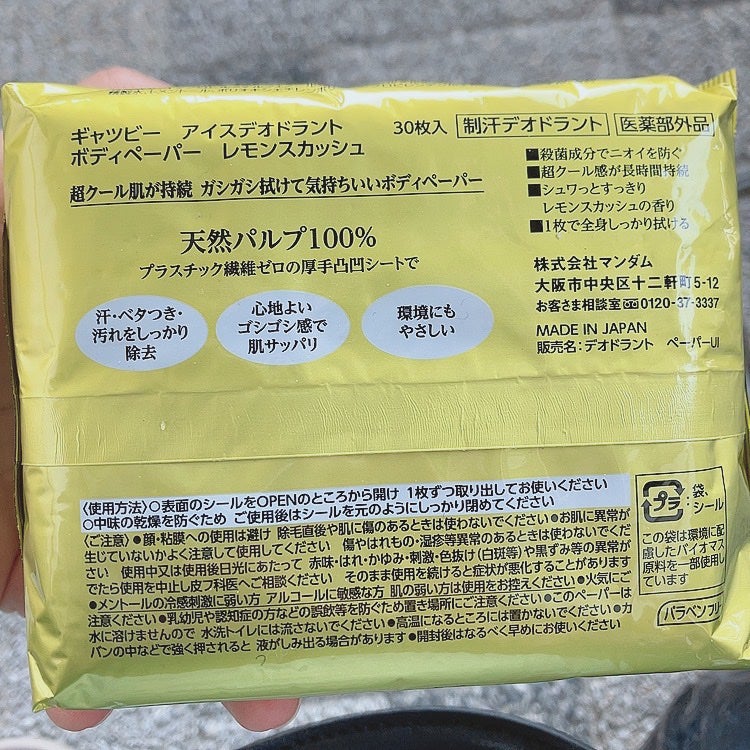 ギャツビー アイスデオドラント
ボディペーパー レモンスカッシュ
30枚入 制汗デオドラント 医薬部外品
超クール肌が持続 ガシガシ拭けて気持ちいいボディペーパー
■殺菌成分でニオイを防ぐ
■超クール感が長時間持続
■シュワっとすっきり
レモンスカッシュの香り
■1枚で全身しっかり拭ける
天然パルプ100%
プラスチック繊維ゼロの厚手凸凹シートで
汗・ベタつき・
汚れをしっかり
除去
心地よい
ゴシゴシ感で
肌サッパリ
環境にも
やさしい
株式会社マンダム
大阪市中央区十二軒町5-12
お客さま相談室 0120-37-3337
MADE IN JAPAN
販売名:デオドラント ペーパーUI
〈使用方法〉○表面のシールをOPENのところから開け 1枚ずつ取り出してお使いください
○中味の乾燥を防ぐため ご使用後はシールを元のようにしっかり閉めてください
〈ご注意〉●顔・粘膜への使用は避け 除毛直後や肌に傷のあるときは使わないでください●お肌に異常が
生じていないかよく注意して使用してください 傷やはれもの・湿疹等異常のあるときは使わないでくだ
さい 使用中又は使用後日光にあたって 赤味・はれ・かゆみ・刺激・色抜け(白斑等)や黒ずみ等の異常が
でたら使用を中止し皮フ科医へご相談ください そのまま使用を続けると症状が悪化することがあります
●メントールの冷感刺激に弱い方 アルコールに敏感な方 肌の弱い方は使用をお控えください●火気にご
注意ください●乳幼児や認知症の方などの誤飲等を防ぐため置き場所にご注意ください●このペーパーは
水に溶けませんので 水洗トイレには流さないでください●高温になるところには置かないでください●カ
バンの中などで強く押されると 液がしみ出る場合があります●開封後はなるべく早めにお使いください
プラ
袋、
シール
この袋は環境に配
慮したバイオマス
原料を一部使用し
ています
パラベンフリー